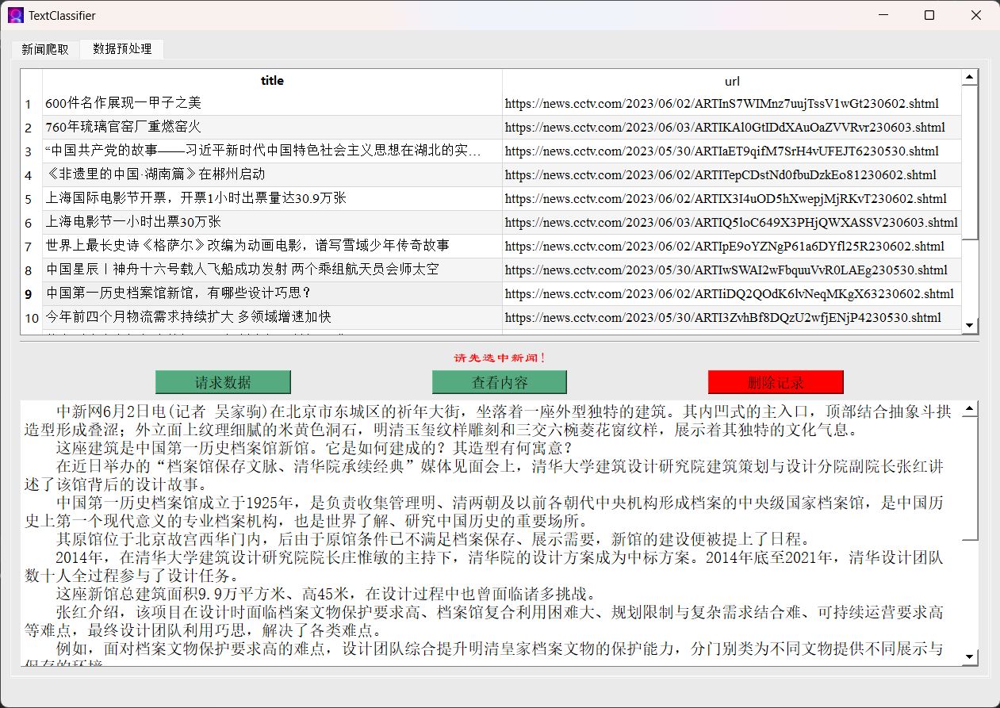 TextClassifier
新闻爬取 数据预处理
title url
1 600件名作展现一甲子之美 https://news.cctv.com/2023/06/02/ARTInS7WIMnz7uujTssV1wGt230602.shtml
2 760年琉璃官窑厂重燃窑火 https://news.cctv.com/2023/06/03/ARTIKAl0GtIDdXAuOaZVVRvr230603.shtml
3 “中国共产党的故事——习近平新时代中国特色社会主义思想在湖北的实… https://news.cctv.com/2023/05/30/ARTIaET9qifM7SrH4vUFEJT6230530.shtml
4 《非遗里的中国·湖南篇》在郴州启动 https://news.cctv.com/2023/06/02/ARTITepCDstNd0fbuDzkEo81230602.shtml
5 上海国际电影节开票，开票1小时出票量达30.9万张 https://news.cctv.com/2023/06/02/ARTIX3I4uOD5hXwepjMjRKvT230602.shtml
6 上海电影节一小时出票30万张 https://news.cctv.com/2023/06/03/ARTIQ5loC649X3PHjQWXASSV230603.shtml
7 世界上最长史诗《格萨尔》改编为动画电影，谱写雪域少年传奇故事 https://news.cctv.com/2023/06/02/ARTIpE9oYZNgP61a6DYfl25R230602.shtml
8 中国星辰丨神舟十六号载人飞船成功发射 两个乘组航天员会师太空 https://news.cctv.com/2023/05/30/ARTIwSWAI2wFbquuVvR0LAEg230530.shtml
9 中国第一历史档案馆新馆，有哪些设计巧思？ https://news.cctv.com/2023/06/02/ARTIiDQ2QOdK6lvNeqMKgX63230602.shtml
10 今年前四个月物流需求持续扩大 多领域增速加快 https://news.cctv.com/2023/05/30/ARTI3ZvhBf8DQzU2wfjENjP4230530.shtml
请先选中新闻！
请求数据 查看内容 删除记录
中新网6月2日电(记者 吴家驹)在北京市东城区的祈年大街，坐落着一座外型独特的建筑。其内凹式的主入口，顶部结合抽象斗拱
造型形成叠涩；外立面上纹理细腻的米黄色洞石，明清玉玺纹样雕刻和三交六椀菱花窗纹样，展示着其独特的文化气息。
这座建筑是中国第一历史档案馆新馆。它是如何建成的？其造型有何寓意？
在近日举办的“档案馆保存文脉、清华院承续经典”媒体见面会上，清华大学建筑设计研究院建筑策划与设计分院副院长张红讲
述了该馆背后的设计故事。
中国第一历史档案馆成立于1925年，是负责收集管理明、清两朝及以前各朝代中央机构形成档案的中央级国家档案馆，是中国历
史上第一个现代意义的专业档案机构，也是世界了解、研究中国历史的重要场所。
其原馆位于北京故宫西华门内，后由于原馆条件已不满足档案保存、展示需要，新馆的建设便被提上了日程。
2014年，在清华大学建筑设计研究院院长庄惟敏的主持下，清华院的设计方案成为中标方案。2014年底至2021年，清华设计团队
数十人全过程参与了设计任务。
这座新馆总建筑面积9.9万平方米、高45米，在设计过程中也曾面临诸多挑战。
张红介绍，该项目在设计时面临档案文物保护要求高、档案馆复合利用困难大、规划限制与复杂需求结合难、可持续运营要求高
等难点，最终设计团队利用巧思，解决了各类难点。
例如，面对档案文物保护要求高的难点，设计团队综合提升明清皇家档案文物的保护能力，分门别类为不同文物提供不同展示与
保存的环境